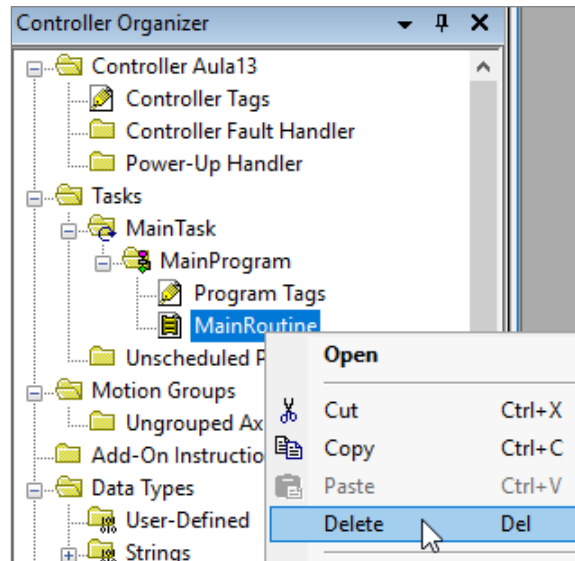 Controller Organizer
Controller Aula13
Controller Tags
Controller Fault Handler
Power-Up Handler
Tasks
MainTask
MainProgram
Program Tags
MainRoutine
Unscheduled P
Motion Groups
Ungrouped Ax
Add-On Instructio
Data Types
User-Defined
Strings
Open
Cut Ctrl+X
Copy Ctrl+C
Paste Ctrl+V
Delete Del